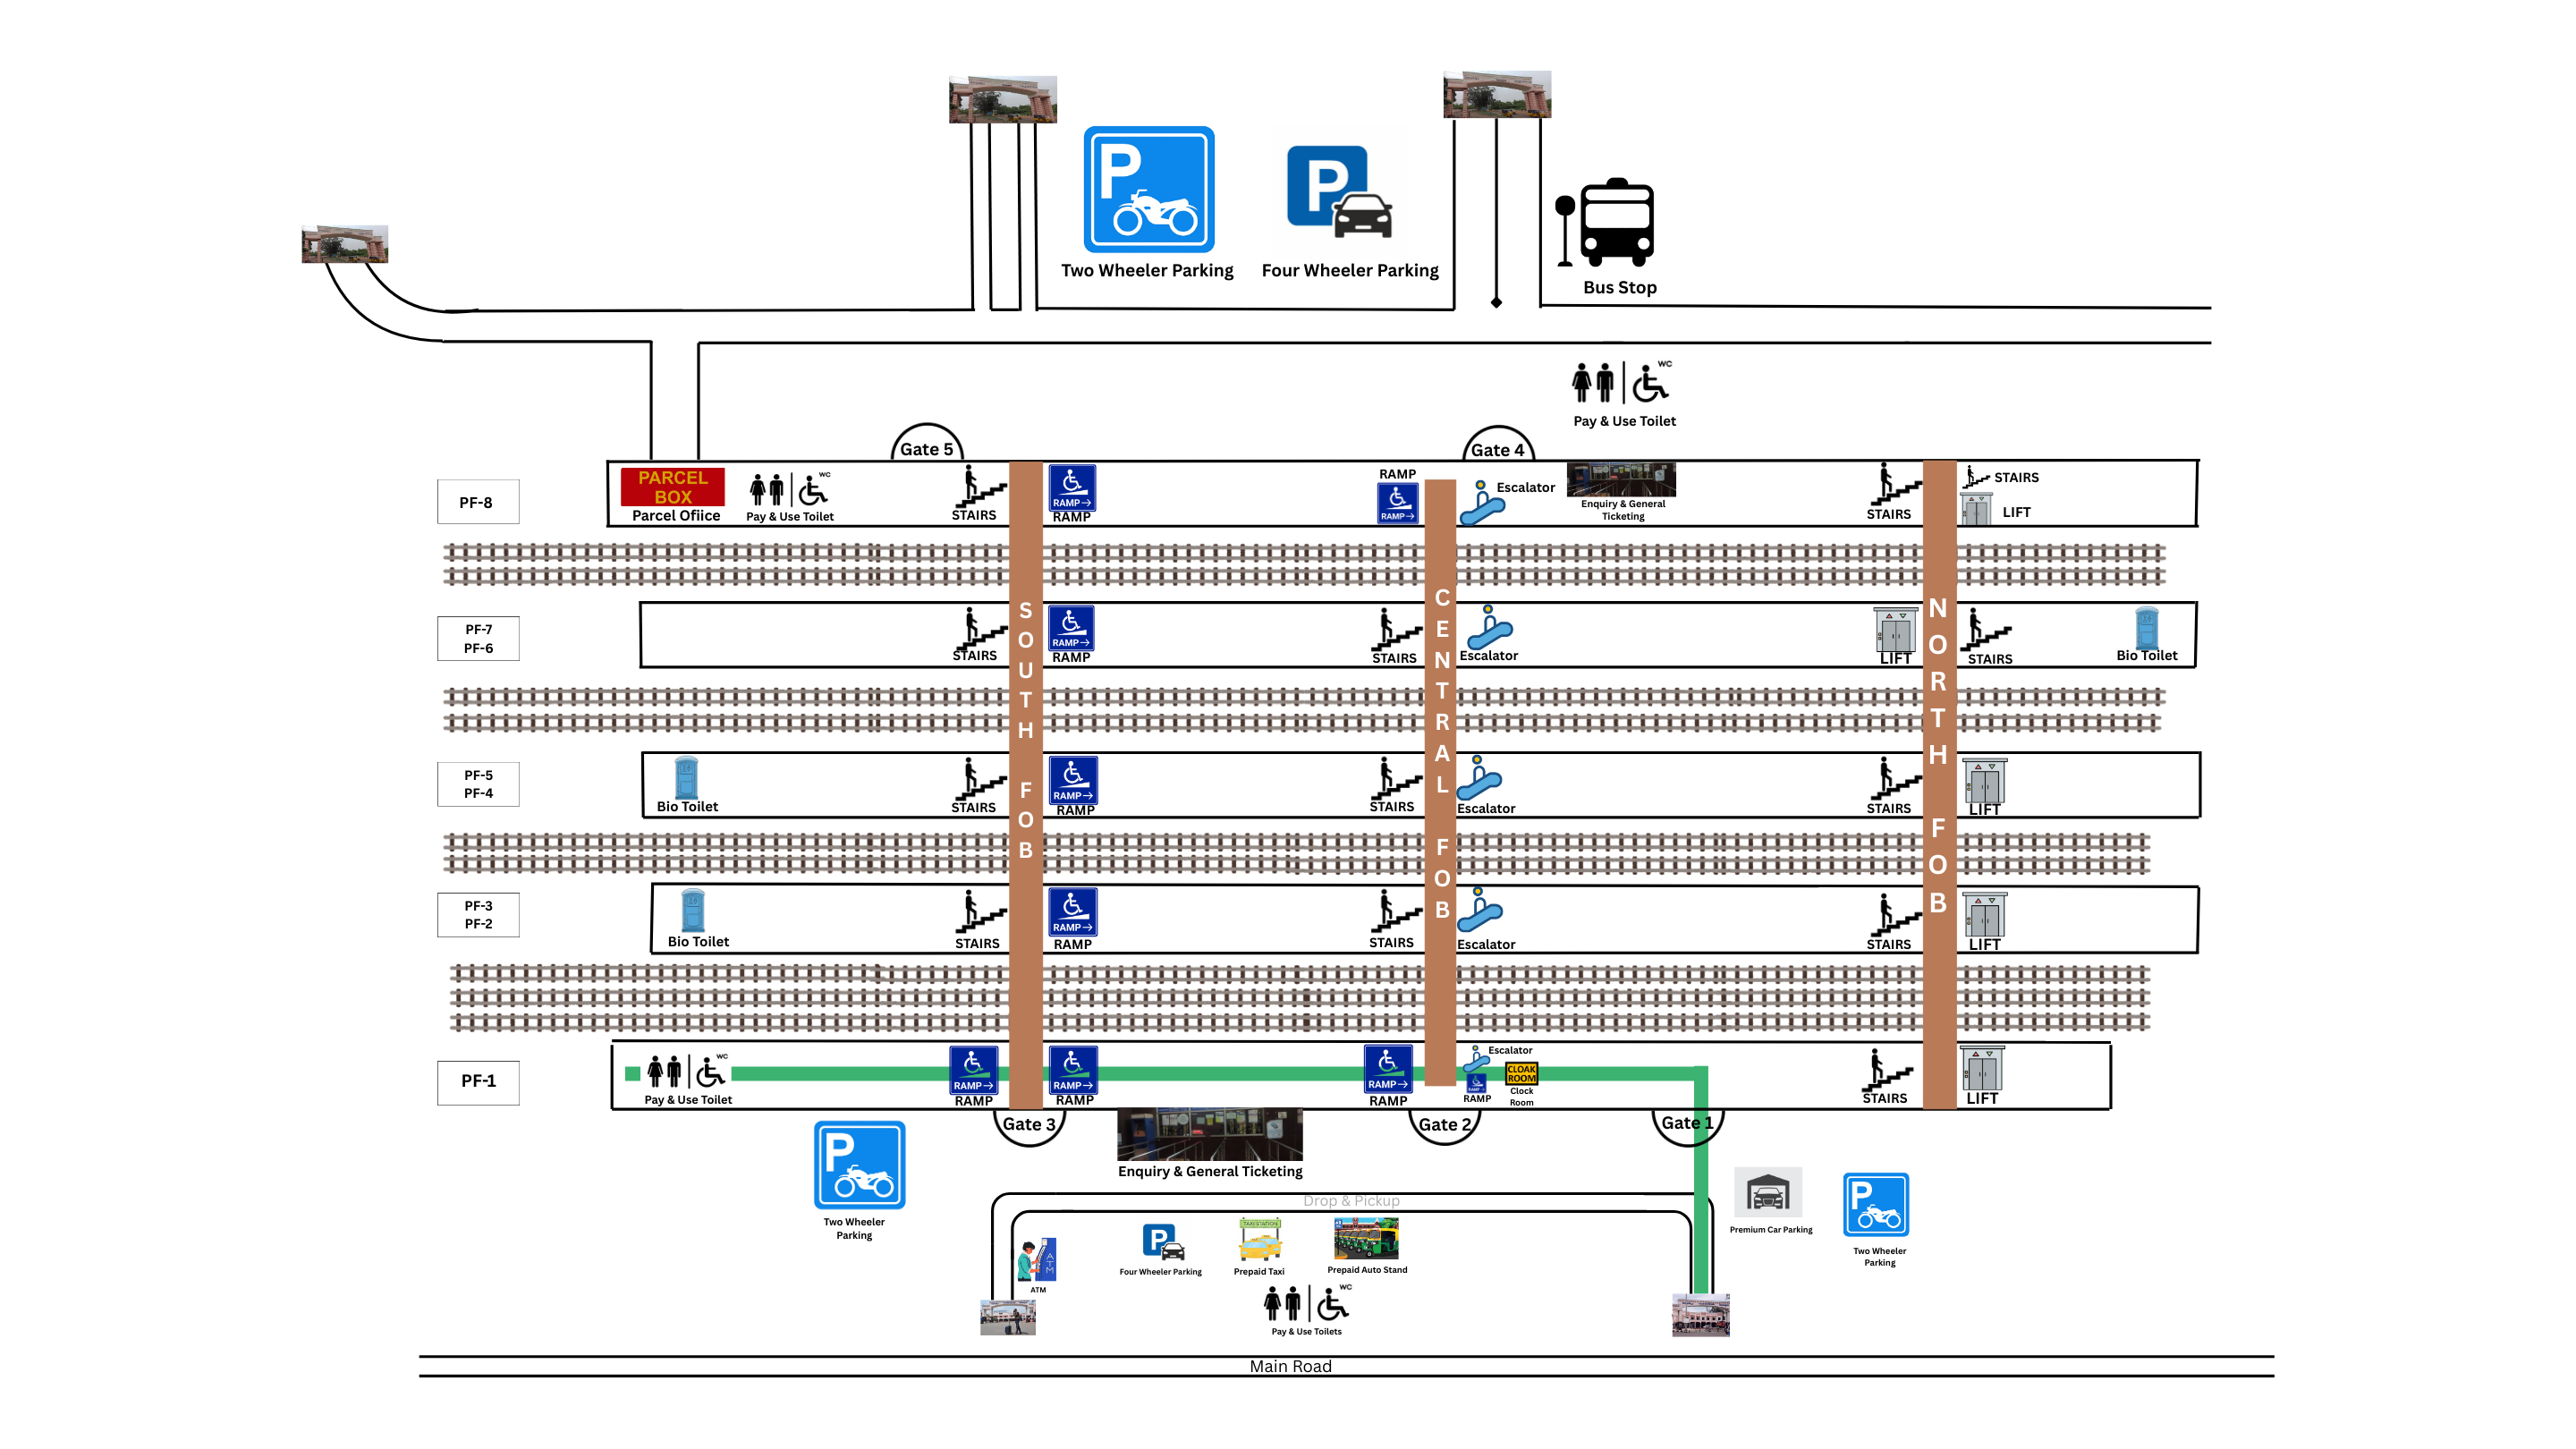 P
P
Two Wheeler Parking
Four Wheeler Parking
Bus Stop
WC
Pay & Use Toilet
Gate 5
Gate 4
PF-8
PARCEL
BOX
Parcel Ofiice
WC
Pay & Use Toilet
STAIRS
RAMP→
RAMP
RAMP
RAMP→
Escalator
Enquiry & General
Ticketing
STAIRS
STAIRS
LIFT
PF-7
PF-6
STAIRS
RAMP→
RAMP
STAIRS
Escalator
LIFT
STAIRS
Bio Toilet
SOUTH FOB
CENTRAL FOB
NORTH FOB
PF-5
PF-4
Bio Toilet
STAIRS
RAMP→
RAMP
STAIRS
Escalator
STAIRS
LIFT
PF-3
PF-2
Bio Toilet
STAIRS
RAMP→
RAMP
STAIRS
Escalator
STAIRS
LIFT
PF-1
WC
Pay & Use Toilet
RAMP→
RAMP
RAMP→
RAMP
RAMP→
RAMP
Escalator
RAMP
CLOAK
ROOM
Clock
Room
STAIRS
LIFT
Gate 3
Gate 2
Gate 1
P
Two Wheeler
Parking
Enquiry & General Ticketing
Drop & Pickup
ATM
ATM
P
Four Wheeler Parking
TAXI STATION
Prepaid Taxi
Prepaid Auto Stand
WC
Pay & Use Toilets
Premium Car Parking
P
Two Wheeler
Parking
Main Road